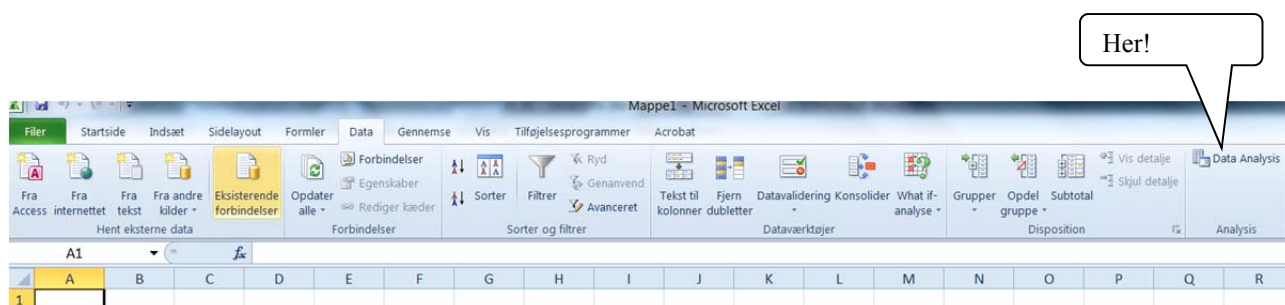 Her!
Mappe1 - Microsoft Excel
Filer Startside Indsæt Sidelayout Formler Data Gennemse Vis Tilføjelsesprogrammer Acrobat
Fra Access
Fra internettet
Fra tekst
Fra andre kilder
Eksisterende forbindelser
Hent eksterne data
Opdater alle
Forbindelser
Egenskaber
Rediger kæder
Forbindelser
Sorter
Filtrer
Ryd
Genanvend
Avanceret
Sorter og filtrer
Tekst til kolonner
Fjern dubletter
Datavalidering
Konsolider
What if-analyse
Dataværktøjer
Grupper
Opdel gruppe
Subtotal
Vis detalje
Skjul detalje
Disposition
Data Analysis
Analysis
A1 fx
A B C D E F G H I J K L M N O P Q R
1